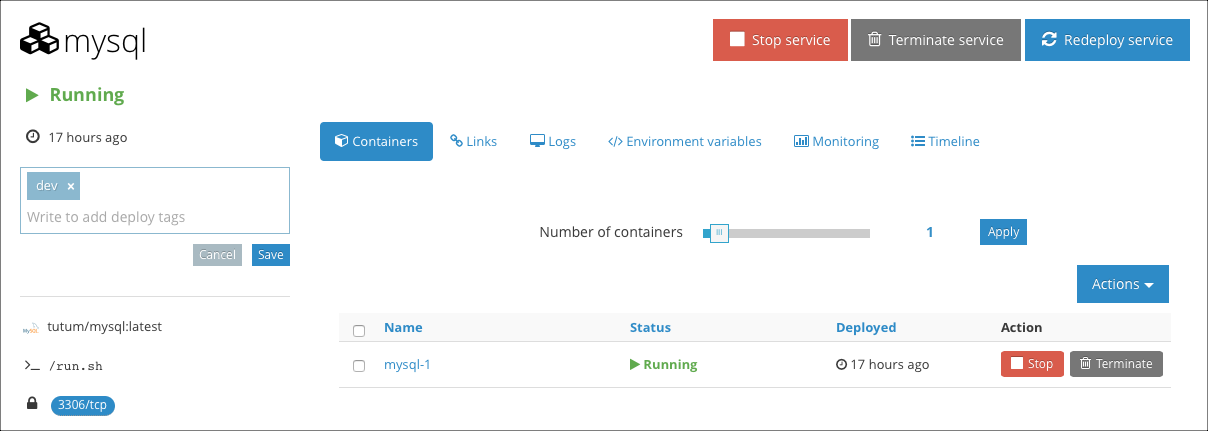 mysql
Stop service
Terminate service
Redeploy service
Running
17 hours ago
Containers
Links
Logs
</> Environment variables
Monitoring
Timeline
dev ×
Write to add deploy tags
Cancel
Save
Number of containers
1
Apply
Actions
MySQL tutum/mysql:latest
>_ /run.sh
3306/tcp
Name Status Deployed Action
mysql-1 Running 17 hours ago Stop Terminate